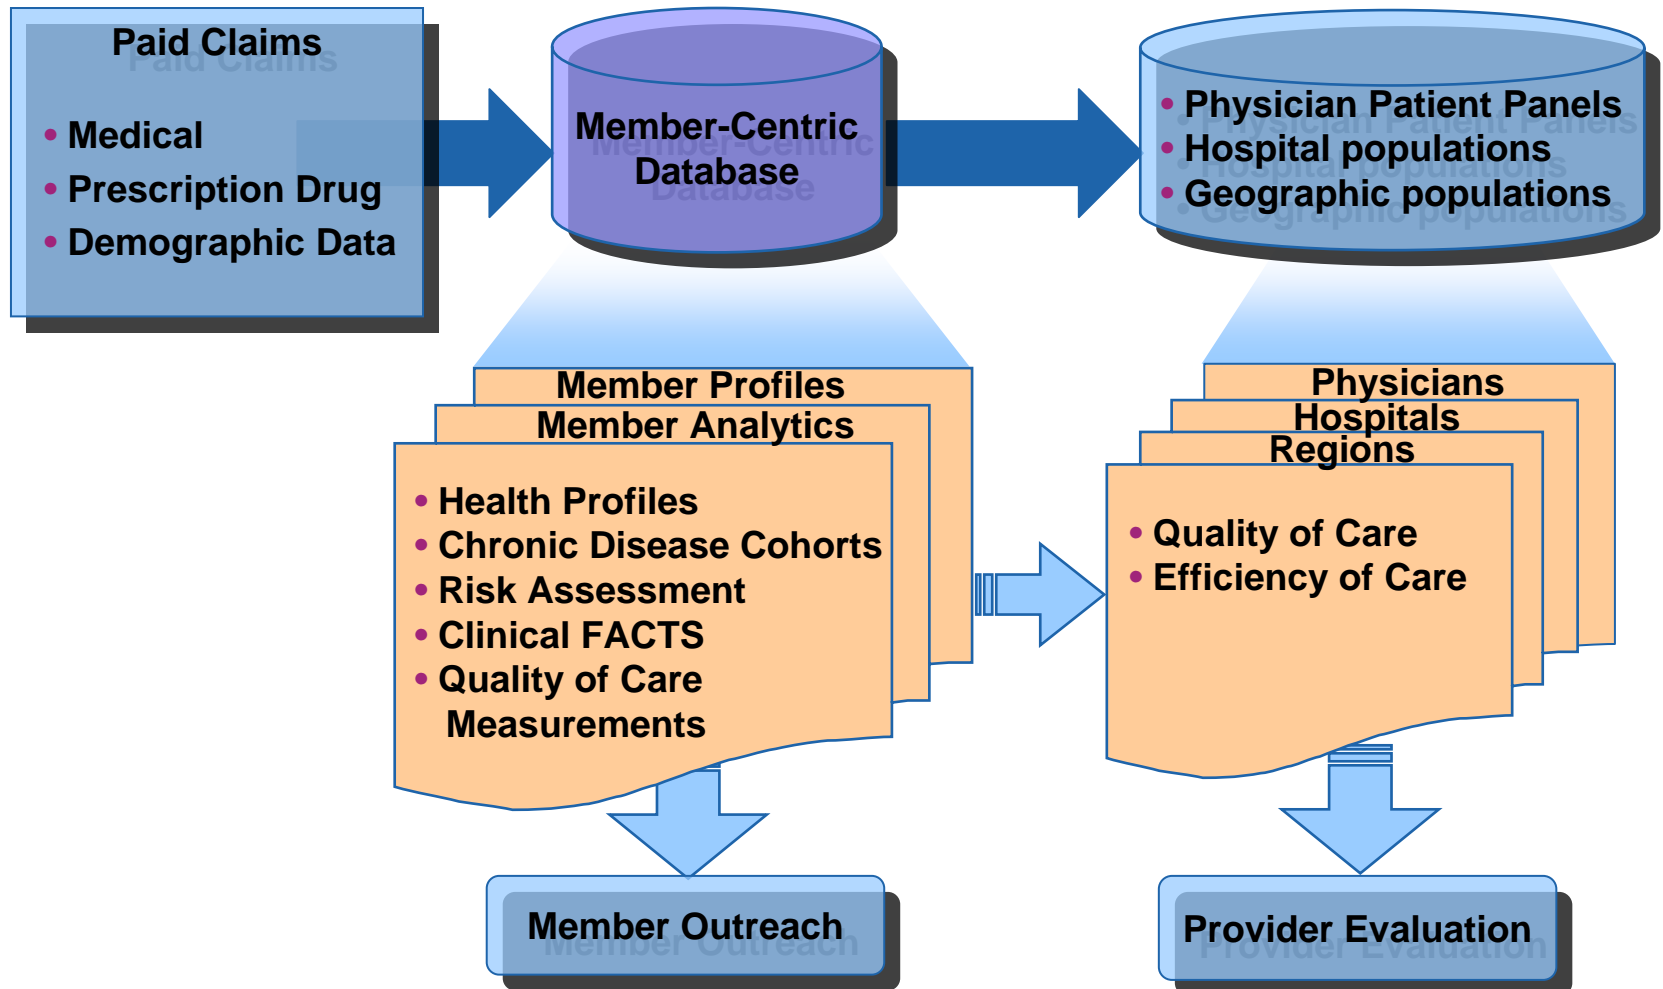 Paid Claims
• Medical
• Prescription Drug
• Demographic Data
Member-Centric
Database
• Physician Patient Panels
• Hospital populations
• Geographic populations
Member Profiles
Member Analytics
• Health Profiles
• Chronic Disease Cohorts
• Risk Assessment
• Clinical FACTS
• Quality of Care
Measurements
Physicians
Hospitals
Regions
• Quality of Care
• Efficiency of Care
Member Outreach
Provider Evaluation